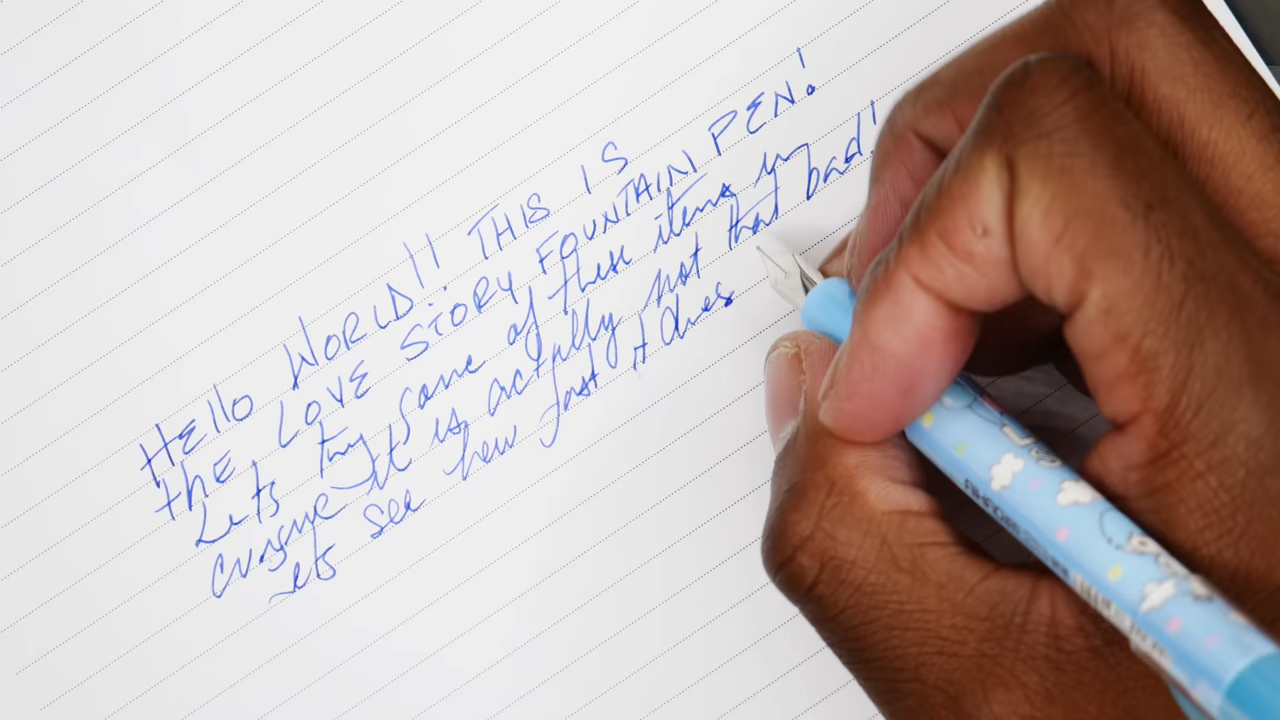 Hello WORLD!! THIS IS
the LOVE STORY FOUNTAIN PEN!
Lets try some of these items in
cursive it is actually not that bad!
Lets see how fast it does